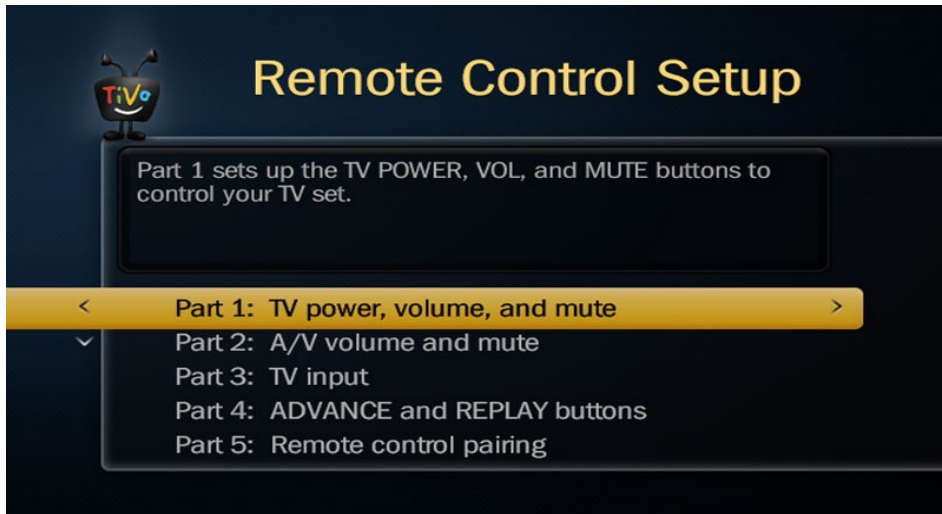 TiVo
Remote Control Setup
Part 1 sets up the TV POWER, VOL, and MUTE buttons to
control your TV set.
< Part 1: TV power, volume, and mute >
Part 2: A/V volume and mute
Part 3: TV input
Part 4: ADVANCE and REPLAY buttons
Part 5: Remote control pairing